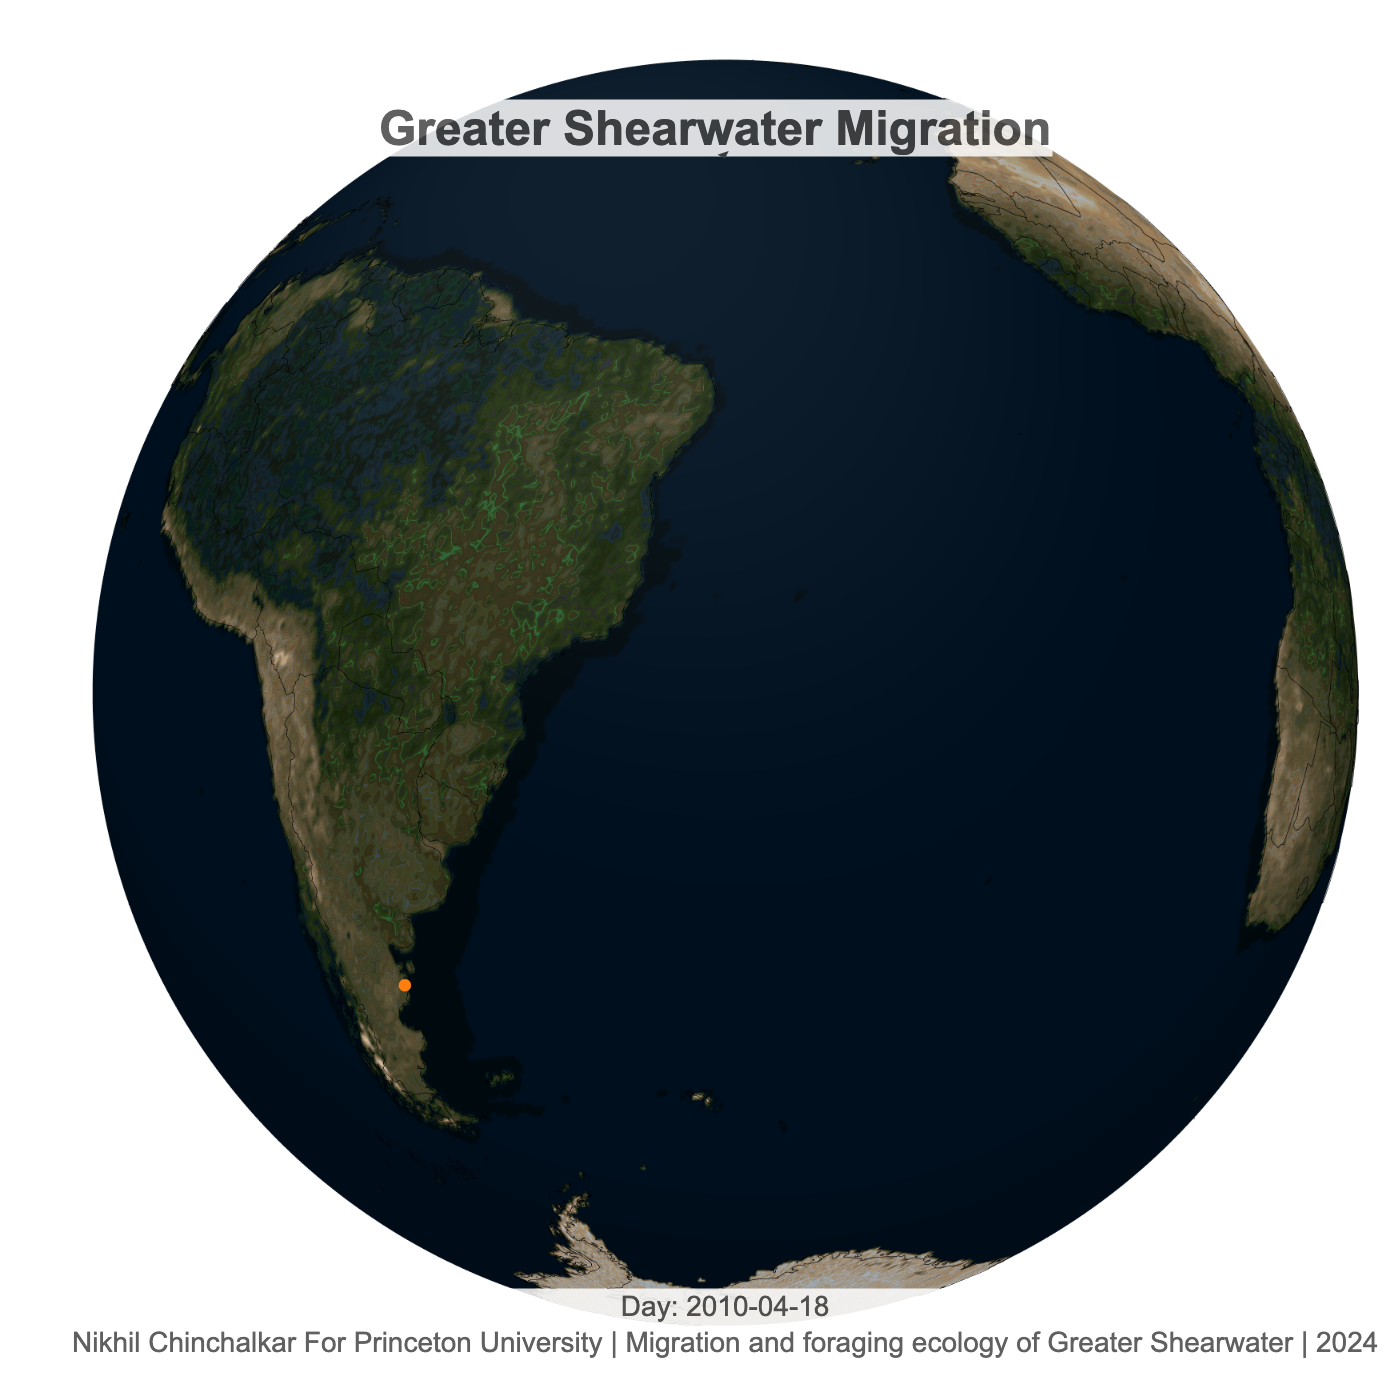 Greater Shearwater Migration
Day: 2010-04-18
Nikhil Chinchalkar For Princeton University | Migration and foraging ecology of Greater Shearwater | 2024